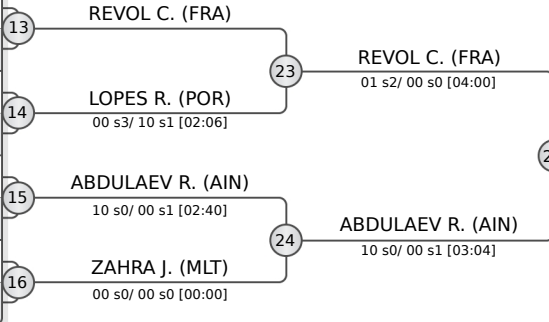 REVOL C. (FRA)
13
23
REVOL C. (FRA)
01 s2/ 00 s0 [04:00]
LOPES R. (POR)
14
00 s3/ 10 s1 [02:06]
ABDULAEV R. (AIN)
15
10 s0/ 00 s1 [02:40]
24
ABDULAEV R. (AIN)
10 s0/ 00 s1 [03:04]
ZAHRA J. (MLT)
16
00 s0/ 00 s0 [00:00]